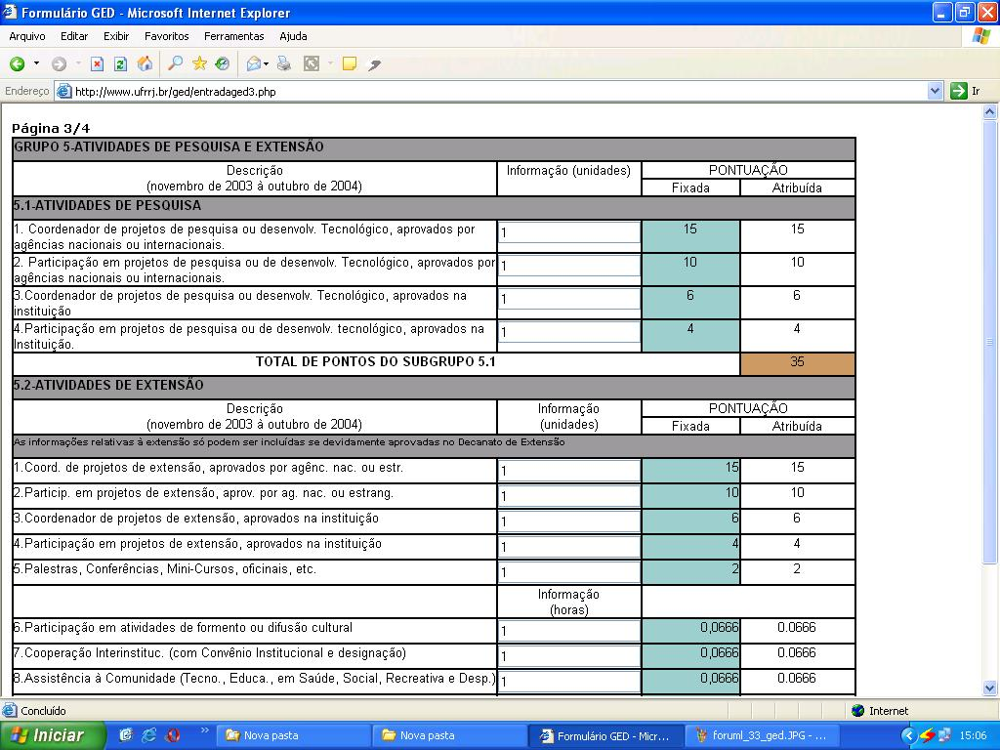 Formulário GED - Microsoft Internet Explorer
Arquivo Editar Exibir Favoritos Ferramentas Ajuda
Endereço http://www.ufrrj.br/ged/entradaged3.php Ir
Página 3/4
GRUPO 5-ATIVIDADES DE PESQUISA E EXTENSÃO
Descrição
(novembro de 2003 à outubro de 2004)
Informação (unidades)
PONTUAÇÃO
Fixada Atribuída
5.1-ATIVIDADES DE PESQUISA
1. Coordenador de projetos de pesquisa ou desenvolv. Tecnológico, aprovados por
agências nacionais ou internacionais.
1 15 15
2. Participação em projetos de pesquisa ou de desenvolv. Tecnológico, aprovados por
agências nacionais ou internacionais.
1 10 10
3.Coordenador de projetos de pesquisa ou desenvolv. Tecnológico, aprovados na
instituição
1 6 6
4.Participação em projetos de pesquisa ou de desenvolv. tecnológico, aprovados na
Instituição.
1 4 4
TOTAL DE PONTOS DO SUBGRUPO 5.1 35
5.2-ATIVIDADES DE EXTENSÃO
Descrição
(novembro de 2003 à outubro de 2004)
Informação
(unidades)
PONTUAÇÃO
Fixada Atribuída
As informações relativas à extensão só podem ser incluídas se devidamente aprovadas no Decanato de Extensão
1.Coord. de projetos de extensão, aprovados por agênc. nac. ou estr. 1 15 15
2.Particip. em projetos de extensão, aprov. por ag. nac. ou estrang. 1 10 10
3.Coordenador de projetos de extensão, aprovados na instituição 1 6 6
4.Participação em projetos de extensão, aprovados na instituição 1 4 4
5.Palestras, Conferências, Mini-Cursos, oficinais, etc. 1 2 2
Informação
(horas)
6.Participação em atividades de formento ou difusão cultural 1 0,0666 0.0666
7.Cooperação Interinstituc. (com Convênio Institucional e designação) 1 0,0666 0.0666
8.Assistência à Comunidade (Tecno., Educa., em Saúde, Social, Recreativa e Desp.) 1 0,0666 0.0666
Concluído Internet
Iniciar » Nova pasta Nova pasta Formulário GED - Micr... foruml_33_ged.JPG - ... 15:06